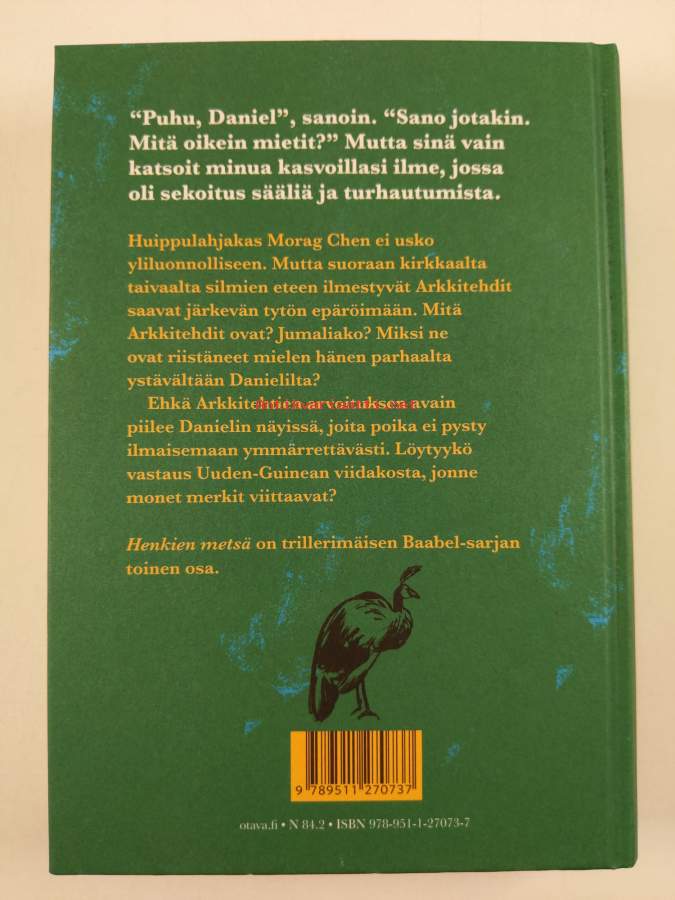 “Puhu, Daniel”, sanoin. “Sano jotakin.
Mitä oikein mietit?” Mutta sinä vain
katsoit minua kasvoillasi ilme, jossa
oli sekoitus sääliä ja turhautumista.
Huippulahjakas Morag Chen ei usko
yliluonnolliseen. Mutta suoraan kirkkaalta
taivaalta silmien eteen ilmestyvät Arkkitehdit
saavat järkevän tytön epäröimään. Mitä
Arkkitehdit ovat? Jumaliako? Miksi ne
ovat riistäneet mielen hänen parhaalta
ystävältään Danielilta?
Ehkä Arkkitehtien arvoituksen avain
piilee Danielin näyissä, joita poika ei pysty
ilmaisemaan ymmärrettävästi. Löytyykö
vastaus Uuden-Guinean viidakosta, jonne
monet merkit viittaavat?
Henkien metsä on trillerimäisen Baabel-sarjan
toinen osa.
9 789511 270737
otava.fi • N 84.2 • ISBN 978-951-1-27073-7